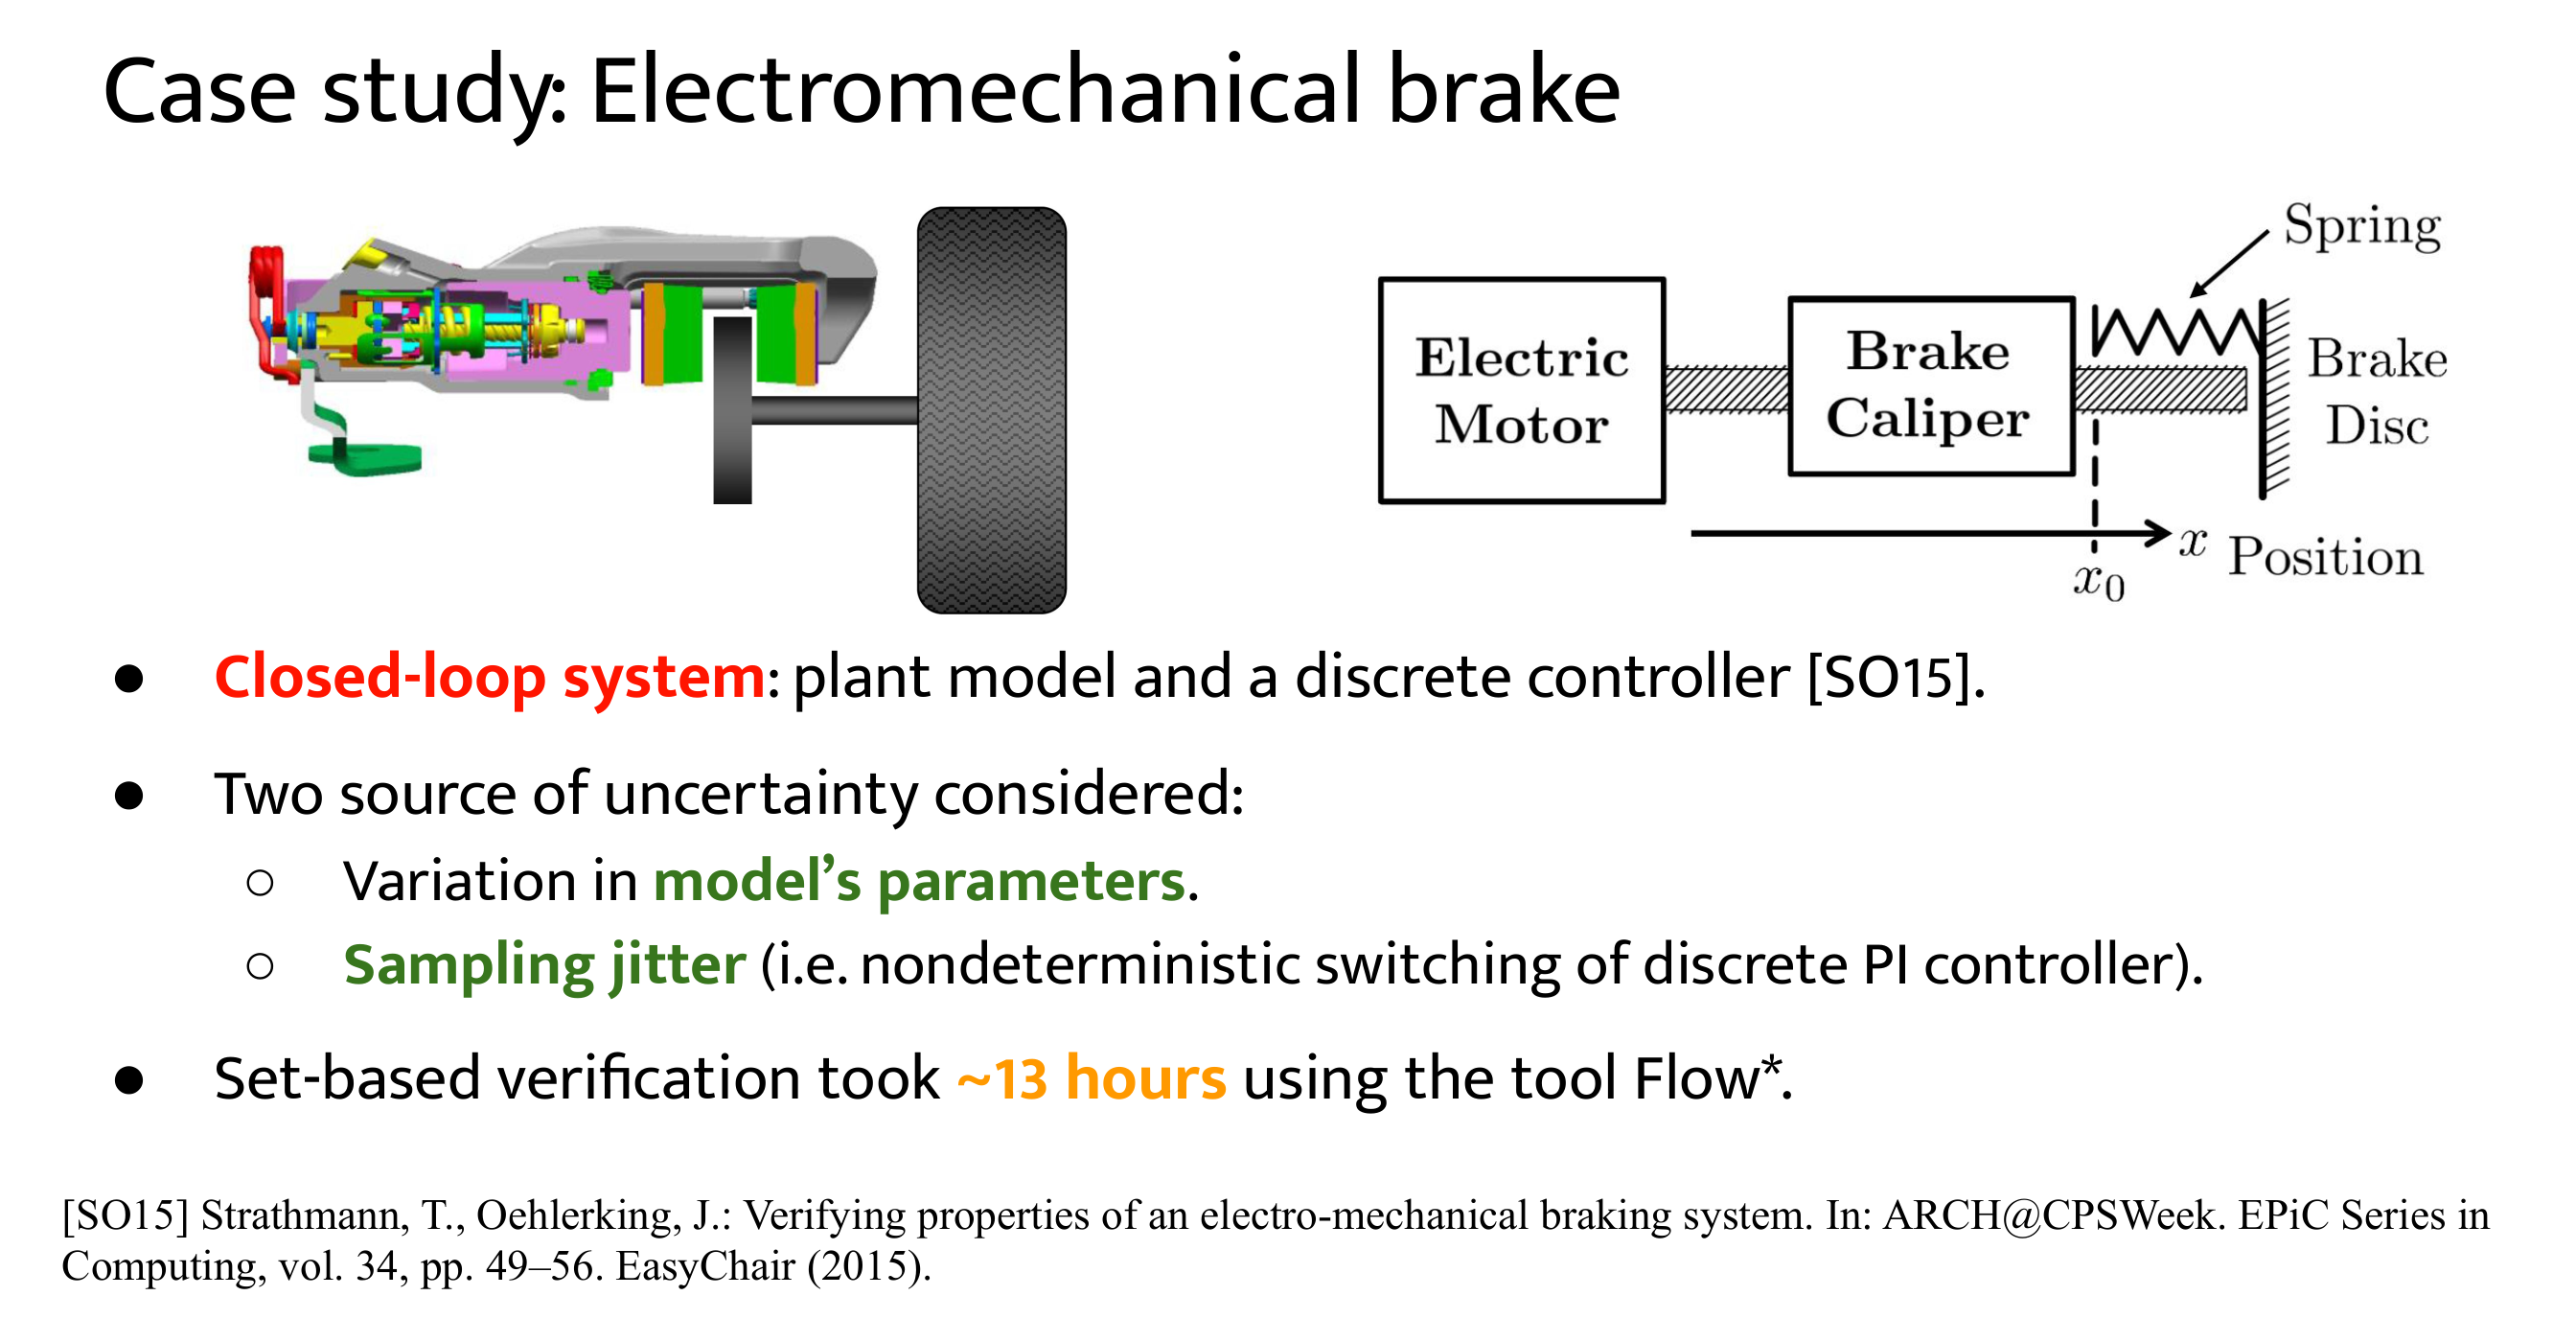 Case study: Electromechanical brake
Spring
Electric
Motor
Brake
Caliper
Brake
Disc
x Position
x0
● Closed-loop system: plant model and a discrete controller [SO15].
● Two source of uncertainty considered:
○ Variation in model’s parameters.
○ Sampling jitter (i.e. nondeterministic switching of discrete PI controller).
● Set-based verification took ~13 hours using the tool Flow*.
[SO15] Strathmann, T., Oehlerking, J.: Verifying properties of an electro-mechanical braking system. In: ARCH@CPSWeek. EPiC Series in
Computing, vol. 34, pp. 49–56. EasyChair (2015).